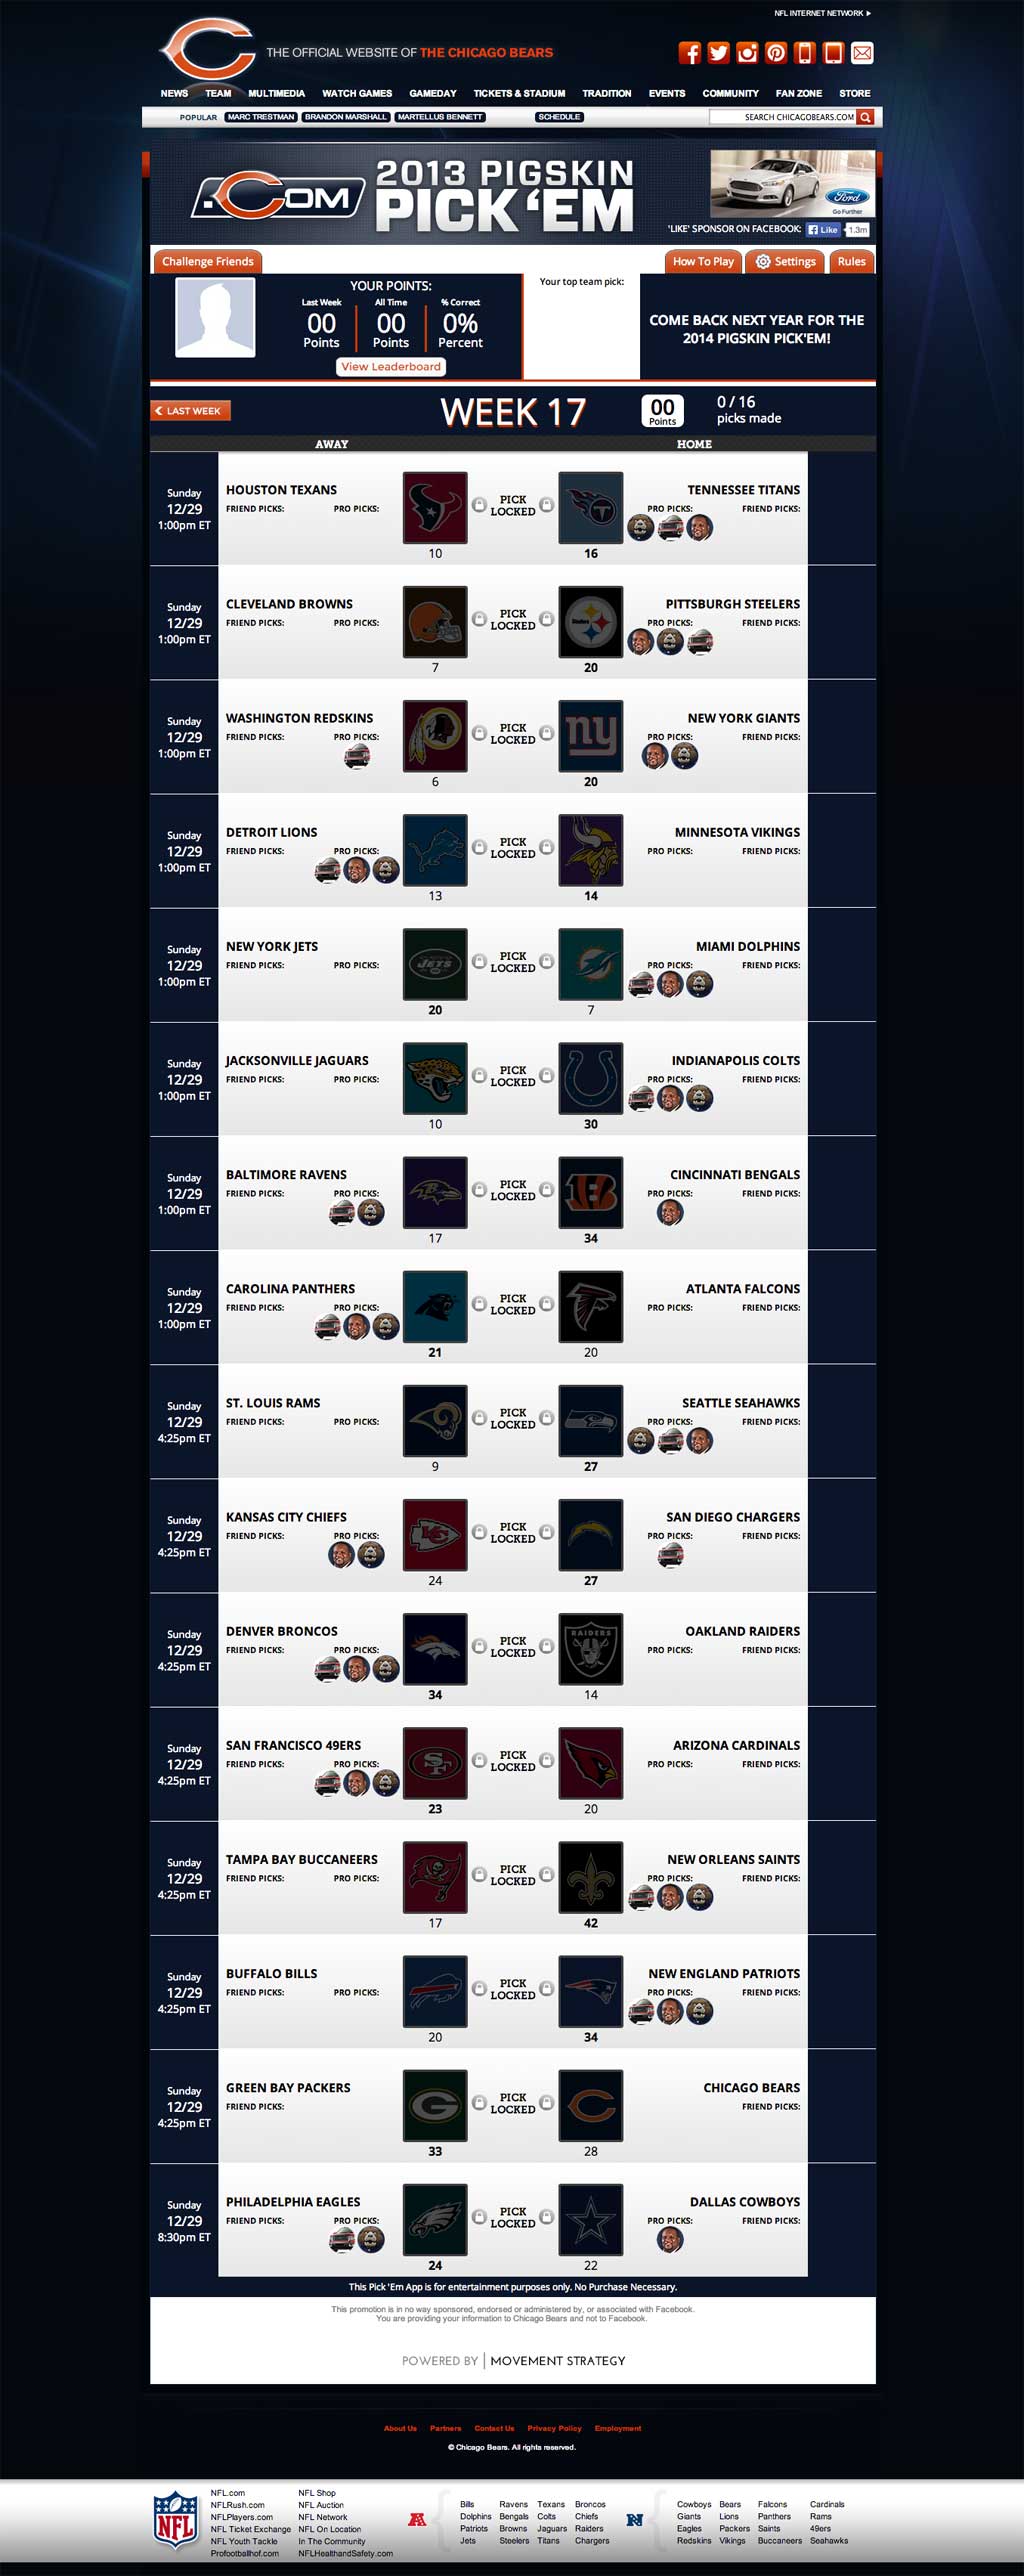 NFL INTERNET NETWORK
THE OFFICIAL WEBSITE OF THE CHICAGO BEARS
NEWS TEAM MULTIMEDIA WATCH GAMES GAMEDAY TICKETS & STADIUM TRADITION EVENTS COMMUNITY FAN ZONE STORE
POPULAR MARC TRESTMAN BRANDON MARSHALL MARTELLUS BENNETT SCHEDULE SEARCH CHICAGOBEARS.COM
.COM 2013 PIGSKIN
PICK 'EM
Ford
Go Further
'LIKE' SPONSOR ON FACEBOOK: Like 1.3m
Challenge Friends How To Play Settings Rules
YOUR POINTS:
Last Week All Time % Correct
00 00 0%
Points Points Percent
View Leaderboard
Your top team pick:
COME BACK NEXT YEAR FOR THE
2014 PIGSKIN PICK'EM!
LAST WEEK WEEK 17 00 Points 0 / 16 picks made
AWAY HOME
Sunday 12/29 1:00pm ET
HOUSTON TEXANS PICK LOCKED TENNESSEE TITANS
FRIEND PICKS: PRO PICKS: PRO PICKS: FRIEND PICKS:
10 16
Sunday 12/29 1:00pm ET
CLEVELAND BROWNS PICK LOCKED PITTSBURGH STEELERS
FRIEND PICKS: PRO PICKS: Steelers PRO PICKS: FRIEND PICKS:
7 20
Sunday 12/29 1:00pm ET
WASHINGTON REDSKINS ny PICK LOCKED NEW YORK GIANTS
FRIEND PICKS: PRO PICKS: PRO PICKS: FRIEND PICKS:
6 20
Sunday 12/29 1:00pm ET
DETROIT LIONS PICK LOCKED MINNESOTA VIKINGS
FRIEND PICKS: PRO PICKS: PRO PICKS: FRIEND PICKS:
13 14
Sunday 12/29 1:00pm ET
NEW YORK JETS JETS PICK LOCKED MIAMI DOLPHINS
FRIEND PICKS: PRO PICKS: PRO PICKS: FRIEND PICKS:
20 7
Sunday 12/29 1:00pm ET
JACKSONVILLE JAGUARS PICK LOCKED INDIANAPOLIS COLTS
FRIEND PICKS: PRO PICKS: PRO PICKS: FRIEND PICKS:
10 30
Sunday 12/29 1:00pm ET
BALTIMORE RAVENS PICK LOCKED CINCINNATI BENGALS
FRIEND PICKS: PRO PICKS: PRO PICKS: FRIEND PICKS:
17 34
Sunday 12/29 1:00pm ET
CAROLINA PANTHERS PICK LOCKED ATLANTA FALCONS
FRIEND PICKS: PRO PICKS: PRO PICKS: FRIEND PICKS:
21 20
Sunday 12/29 4:25pm ET
ST. LOUIS RAMS PICK LOCKED SEATTLE SEAHAWKS
FRIEND PICKS: PRO PICKS: PRO PICKS: FRIEND PICKS:
9 27
Sunday 12/29 4:25pm ET
KANSAS CITY CHIEFS KC PICK LOCKED SAN DIEGO CHARGERS
FRIEND PICKS: PRO PICKS: PRO PICKS: FRIEND PICKS:
24 27
Sunday 12/29 4:25pm ET
DENVER BRONCOS PICK LOCKED RAIDERS OAKLAND RAIDERS
FRIEND PICKS: PRO PICKS: PRO PICKS: FRIEND PICKS:
34 14
Sunday 12/29 4:25pm ET
SAN FRANCISCO 49ERS SF PICK LOCKED ARIZONA CARDINALS
FRIEND PICKS: PRO PICKS: PRO PICKS: FRIEND PICKS:
23 20
Sunday 12/29 4:25pm ET
TAMPA BAY BUCCANEERS PICK LOCKED NEW ORLEANS SAINTS
FRIEND PICKS: PRO PICKS: PRO PICKS: FRIEND PICKS:
17 42
Sunday 12/29 4:25pm ET
BUFFALO BILLS PICK LOCKED NEW ENGLAND PATRIOTS
FRIEND PICKS: PRO PICKS: PRO PICKS: FRIEND PICKS:
20 34
Sunday 12/29 4:25pm ET
GREEN BAY PACKERS G PICK LOCKED C CHICAGO BEARS
FRIEND PICKS: FRIEND PICKS:
33 28
Sunday 12/29 8:30pm ET
PHILADELPHIA EAGLES PICK LOCKED DALLAS COWBOYS
FRIEND PICKS: PRO PICKS: PRO PICKS: FRIEND PICKS:
24 22
This Pick 'Em App is for entertainment purposes only. No Purchase Necessary.
This promotion is in no way sponsored, endorsed or administered by, or associated with Facebook.
You are providing your information to Chicago Bears and not to Facebook.
POWERED BY | MOVEMENT STRATEGY
About Us Partners Contact Us Privacy Policy Employment
© Chicago Bears. All rights reserved.
NFL
NFL.com NFL Shop
NFLRush.com NFL Auction
NFLPlayers.com NFL Network
NFL Ticket Exchange NFL On Location
NFL Youth Tackle In The Community
Profootballhof.com NFLHealthandSafety.com
A
Bills Ravens Texans Broncos
Dolphins Bengals Colts Chiefs
Patriots Browns Jaguars Raiders
Jets Steelers Titans Chargers
N
Cowboys Bears Falcons Cardinals
Giants Lions Panthers Rams
Eagles Packers Saints 49ers
Redskins Vikings Buccaneers Seahawks